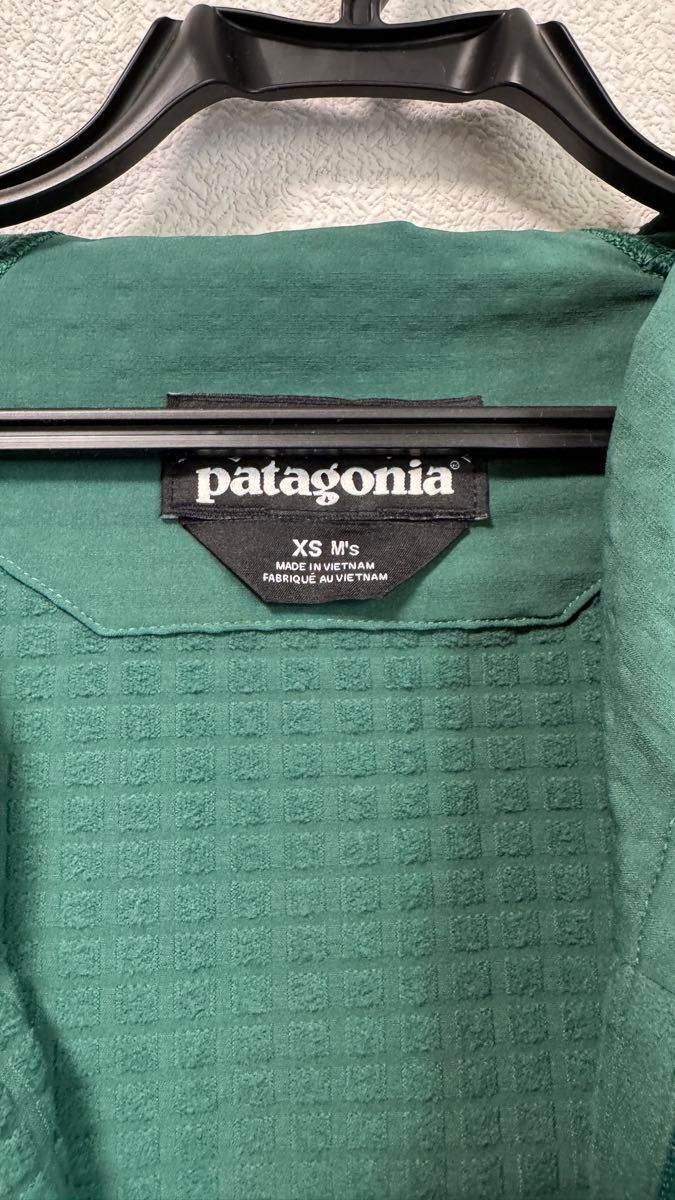 patagonia®
XS M's
MADE IN VIETNAM
FABRIQUÉ AU VIETNAM